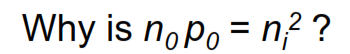 Why is n₀p₀ = nᵢ² ?